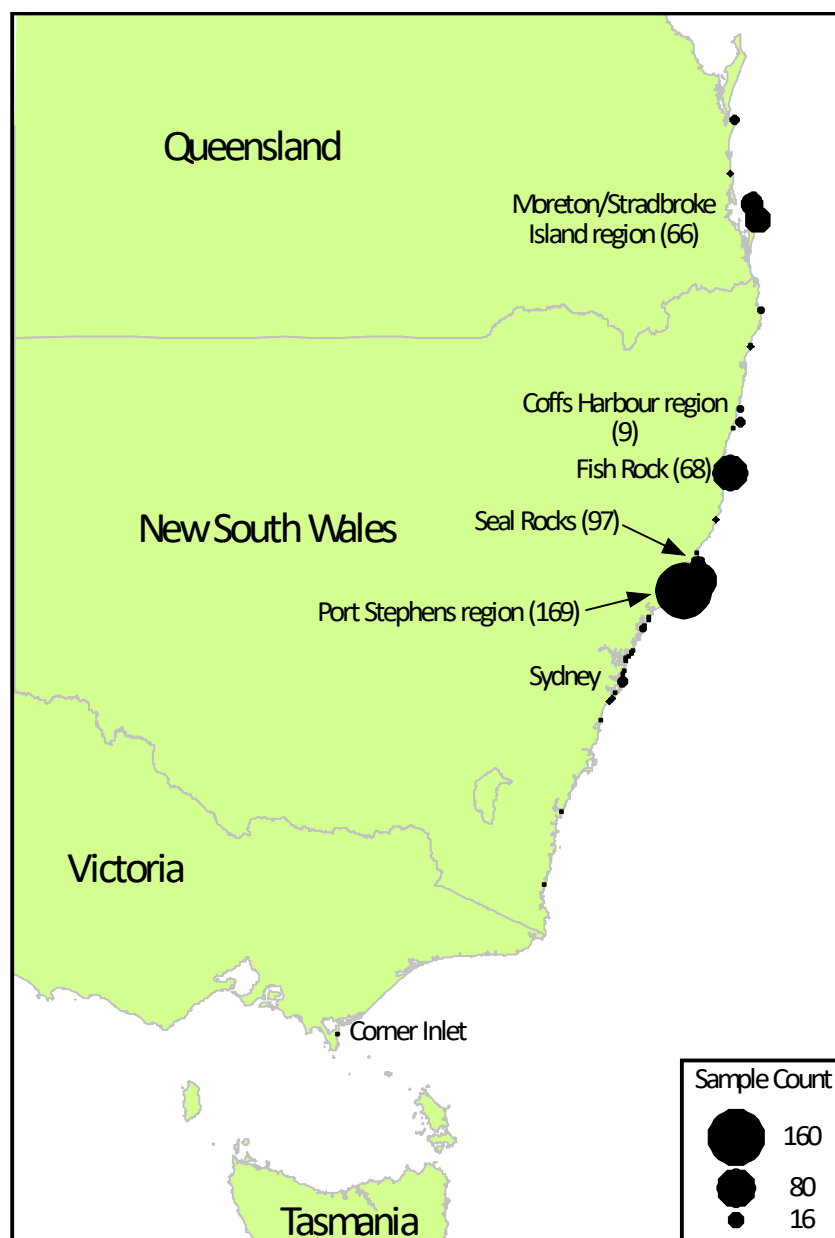 Queensland
Moreton/Stradbroke
Island region (66)
Coffs Harbour region
(9)
Fish Rock (68)
Seal Rocks (97)
New South Wales
Port Stephens region (169)
Sydney
Victoria
Corner Inlet
Tasmania
Sample Count
160
80
16